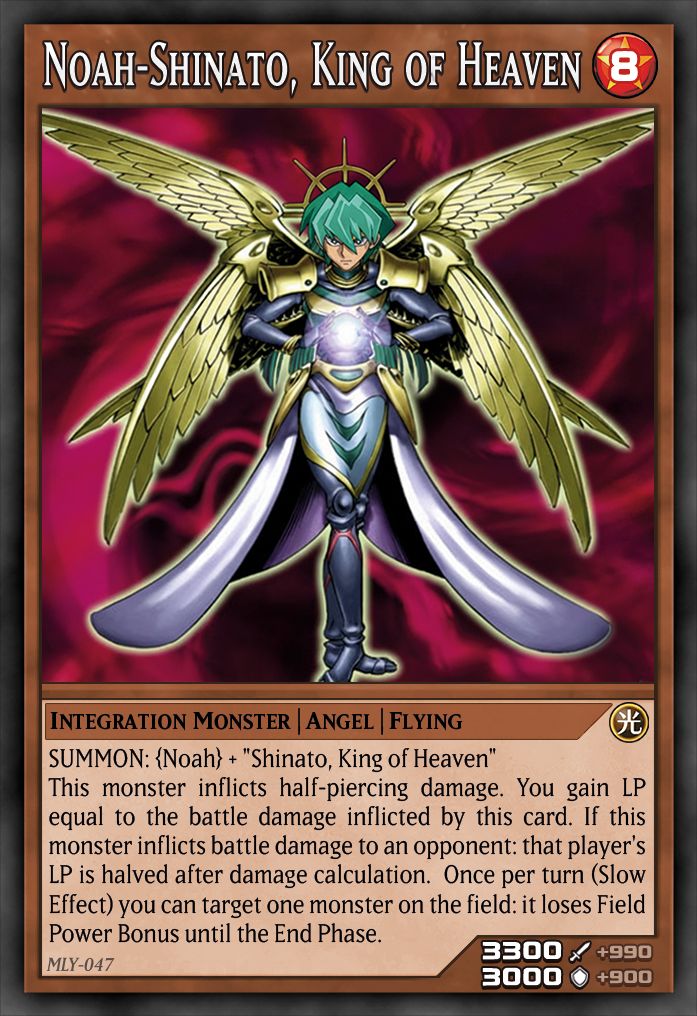 Noah-Shinato, King of Heaven
8
Integration Monster | Angel | Flying
光
SUMMON: {Noah} + "Shinato, King of Heaven"
This monster inflicts half-piercing damage. You gain LP
equal to the battle damage inflicted by this card. If this
monster inflicts battle damage to an opponent: that player's
LP is halved after damage calculation. Once per turn (Slow
Effect) you can target one monster on the field: it loses Field
Power Bonus until the End Phase.
3300 +990
3000 +900
MLY-047